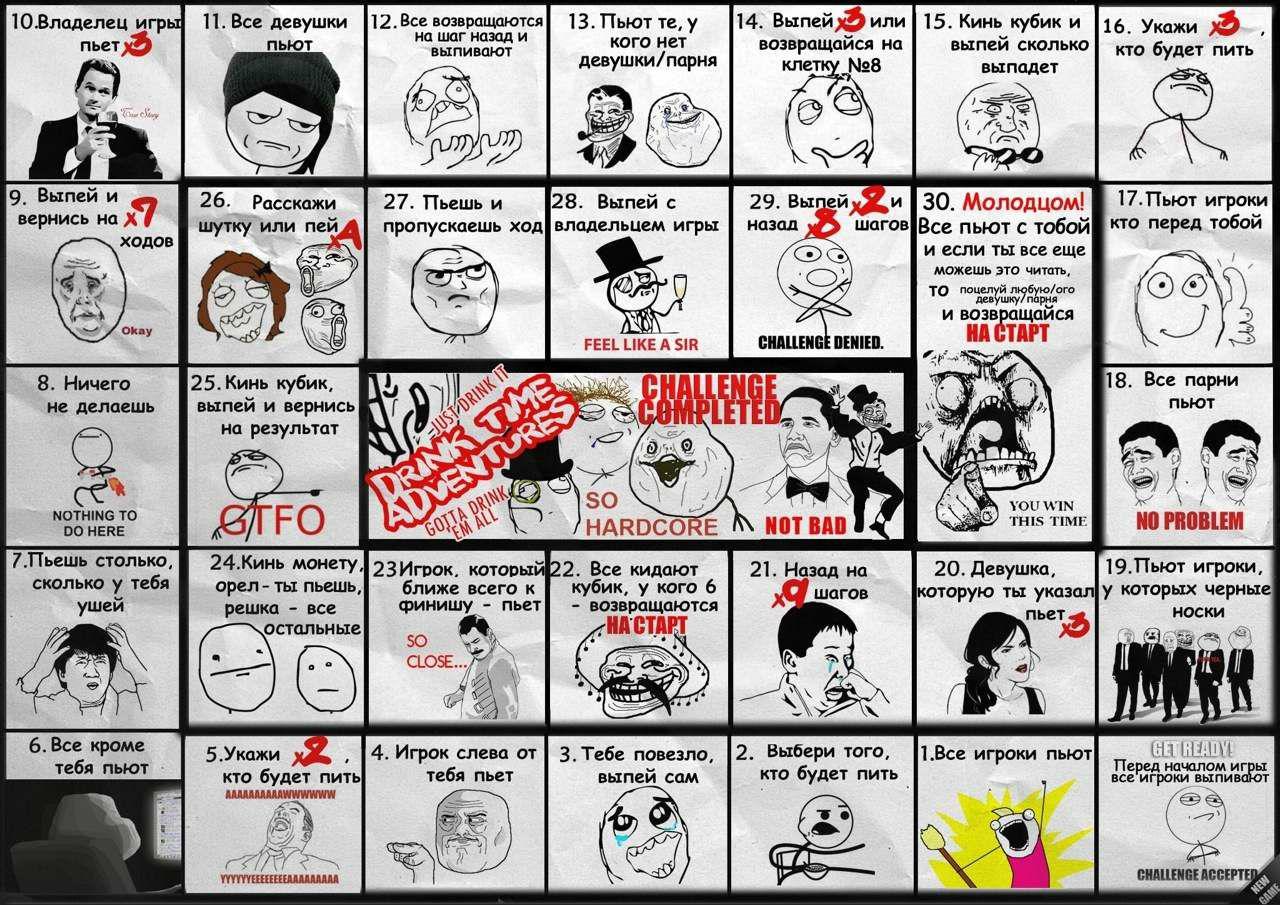 10.Владелец игры
пьет x3
True Story
11. Все девушки
пьют
12. Все возвращаются
на шаг назад и
выпивают
13. Пьют те, у
кого нет
девушки/парня
14. Выпей x3 или
возвращайся на
клетку №8
15. Кинь кубик и
выпей сколько
выпадет
16. Укажи x3 ,
кто будет пить
9. Выпей и
вернись на x7
ходов
Okay
26. Расскажи
шутку или пей x4
27. Пьешь и
пропускаешь ход
28. Выпей с
владельцем игры
FEEL LIKE A SIR
29. Выпей x2 и
назад x8 шагов
CHALLENGE DENIED.
30. Молодцом!
Все пьют с тобой
и если ты все еще
можешь это читать,
то поцелуй любую/ого
девушку/парня
и возвращайся
НА СТАРТ
YOU WIN
THIS TIME
17.Пьют игроки
кто перед тобой
8. Ничего
не делаешь
NOTHING TO
DO HERE
25.Кинь кубик,
выпей и вернись
на результат
GTFO
-JUST DRINK IT
DRINK TIME
ADVENTURES
GOTTA DRINK
EM ALL
SO
HARDCORE
CHALLENGE
COMPLETED
NOT BAD
18. Все парни
пьют
NO PROBLEM
7.Пьешь столько,
сколько у тебя
ушей
24.Кинь монету,
орел- ты пьешь,
решка - все
остальные
23Игрок, который
ближе всего к
финишу - пьет
SO
CLOSE...
22. Все кидают
кубик, у кого 6
- возвращаются
НА СТАРТ
21. Назад на
x9 шагов
20. Девушка,
которую ты указал
пьет x3
19.Пьют игроки,
у которых черные
носки
6. Все кроме
тебя пьют
5.Укажи x2 ,
кто будет пить
AAAAAAAAAAWWWWWW
YYYYYYEEEEEEEAAAAAAAAA
4. Игрок слева от
тебя пьет
3. Тебе повезло,
выпей сам
2. Выбери того,
кто будет пить
1.Все игроки пьют
GET READY!
Перед началом игры
все игроки выпивают
CHALLENGE ACCEPTED
NEW
GAME